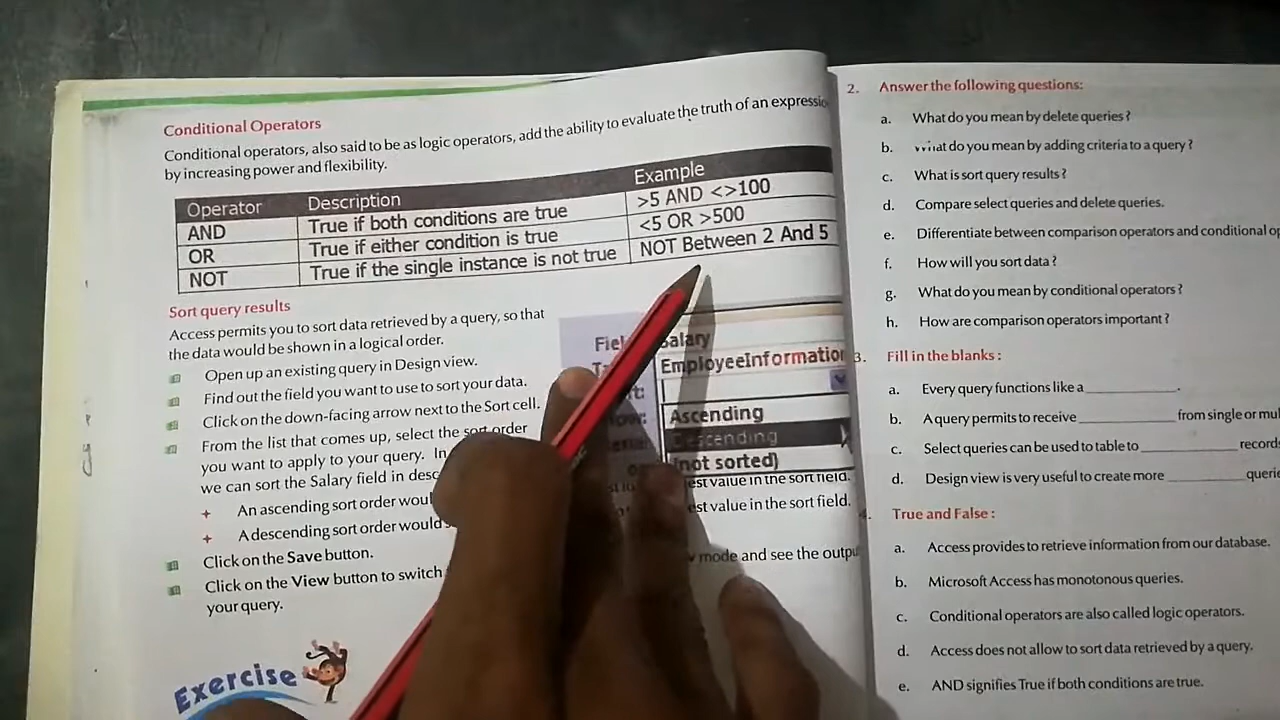 Conditional Operators
Conditional operators, also said to be as logic operators, add the ability to evaluate the truth of an
by increasing power and flexibility.
Operator Description Example
AND True if both conditions are true >5 AND <>100
OR True if either condition is true <5 OR >500
NOT True if the single instance is not true NOT Between 2 And 5
Sort query results
Access permits you to sort data retrieved by a query, so that
the data would be shown in a logical order.
Open up an existing query in Design view.
Find out the field you want to use to sort your data.
Click on the down-facing arrow next to the Sort cell.
From the list that comes up, select the sort order
you want to apply to your query. In
we can sort the Salary field in
An ascending sort order
A descending sort order would
Click on the Save button.
Click on the View button to switch
your query.
Salary
Ascending
Descending
(not sorted)
value in the sort field.
value in the sort field.
mode and see the
Exercise
2. Answer the following questions:
a. What do you mean by delete queries?
b. What do you mean by adding criteria to a query?
c. What is sort query results?
d. Compare select queries and delete queries.
e. Differentiate between comparison operators and conditional
f. How will you sort data?
g. What do you mean by conditional operators?
h. How are comparison operators important?
3. Fill in the blanks:
a. Every query functions like a ____________.
b. A query permits to receive ____________ from single or
c. Select queries can be used to table to ____________
d. Design view is very useful to create more __________
4. True and False:
a. Access provides to retrieve information from our database.
b. Microsoft Access has monotonous queries.
c. Conditional operators are also called logic operators.
d. Access does not allow to sort data retrieved by a query.
e. AND signifies True if both conditions are true.